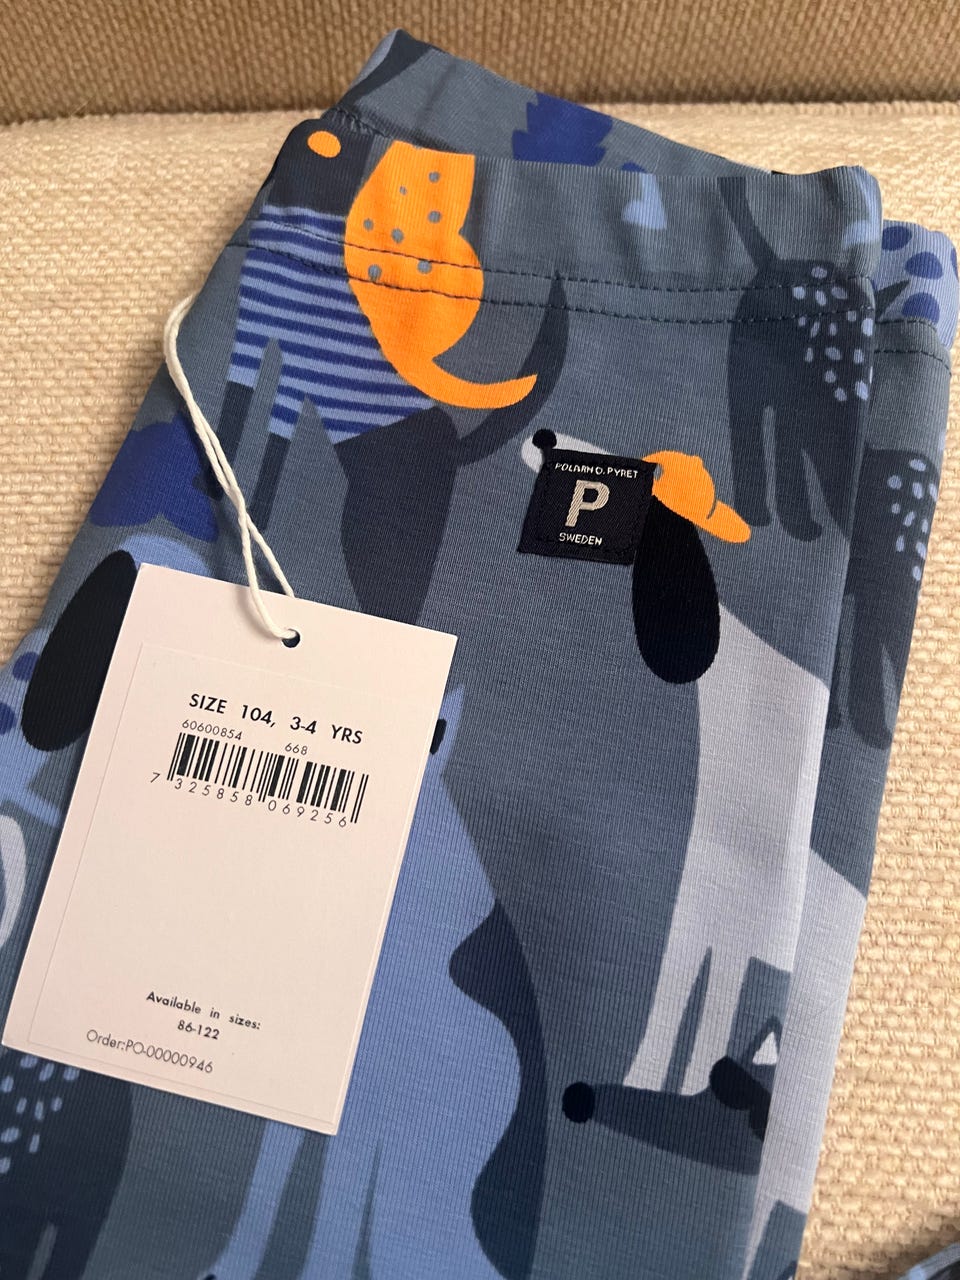 POLARN O. PYRET
P
SWEDEN
SIZE 104, 3-4 YRS
60600854 668
7 325858 069256
Available in sizes:
86-122
Order:PO-00000946